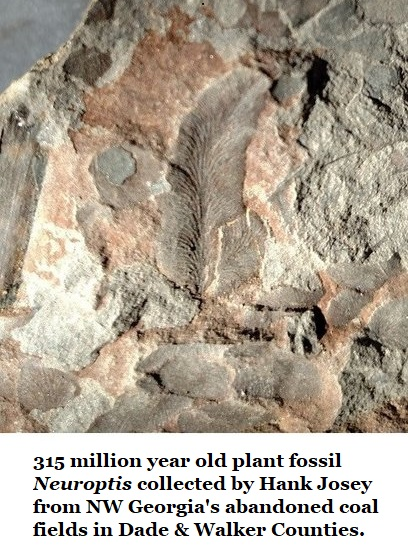 315 million year old plant fossil
Neuroptis collected by Hank Josey
from NW Georgia's abandoned coal
fields in Dade & Walker Counties.